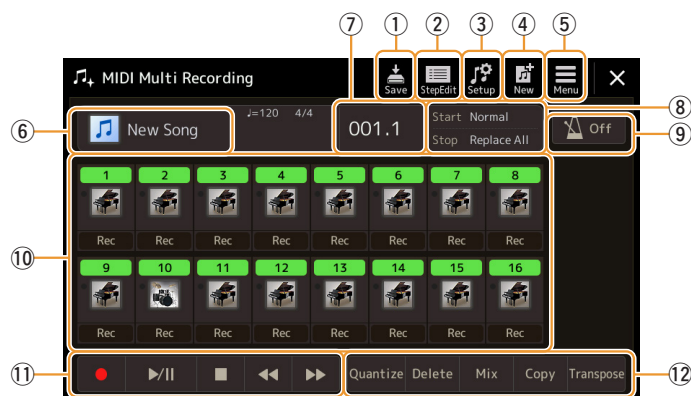 ⑦ ① ② ③ ④ ⑤
MIDI Multi Recording
Save StepEdit Setup New Menu
⑧
⑥ New Song
♩=120 4/4
001.1
Start Normal
Stop Replace All
Off ⑨
1 2 3 4 5 6 7 8
Rec Rec Rec Rec Rec Rec Rec Rec
⑩
9 10 11 12 13 14 15 16
Rec Rec Rec Rec Rec Rec Rec Rec
⑪ Quantize Delete Mix Copy Transpose ⑫